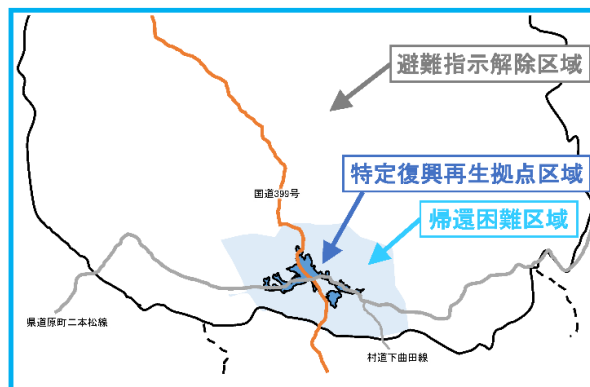 避難指示解除区域
特定復興再生拠点区域
国道399号
帰還困難区域
県道原町二本松線
村道下曲田線